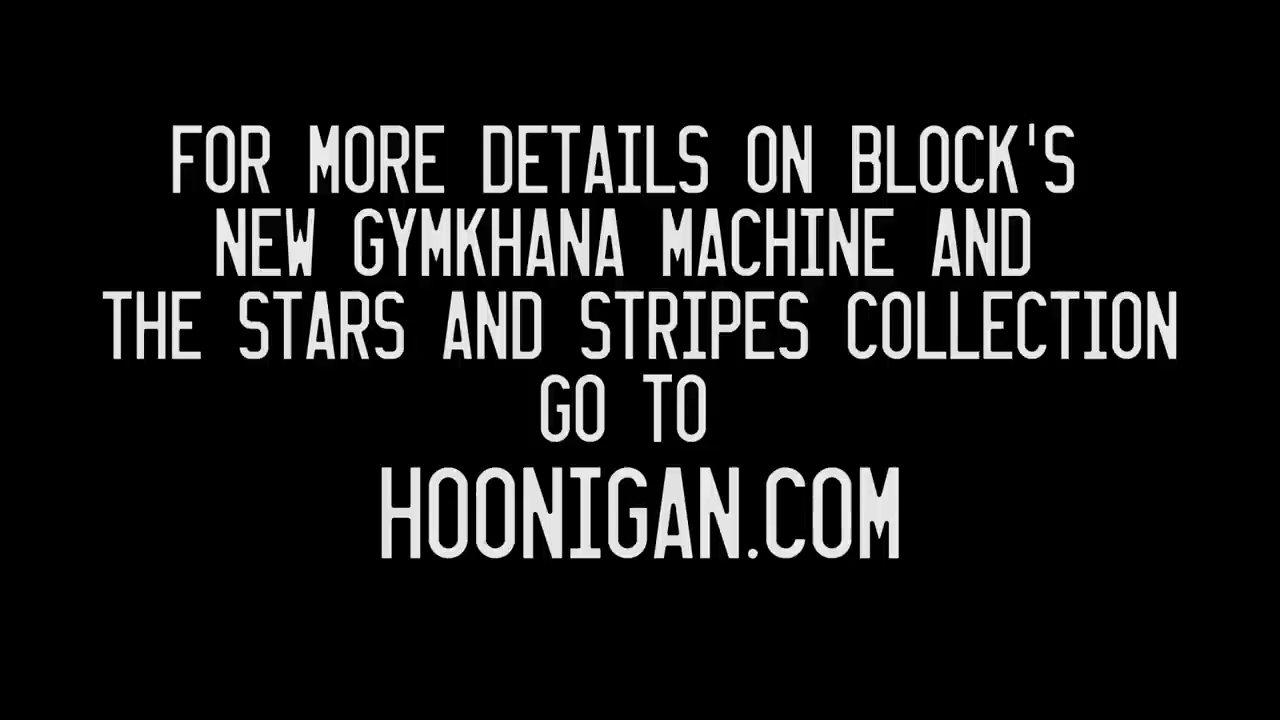 FOR MORE DETAILS ON BLOCK'S
NEW GYMKHANA MACHINE AND
THE STARS AND STRIPES COLLECTION
GO TO
HOONIGAN.COM